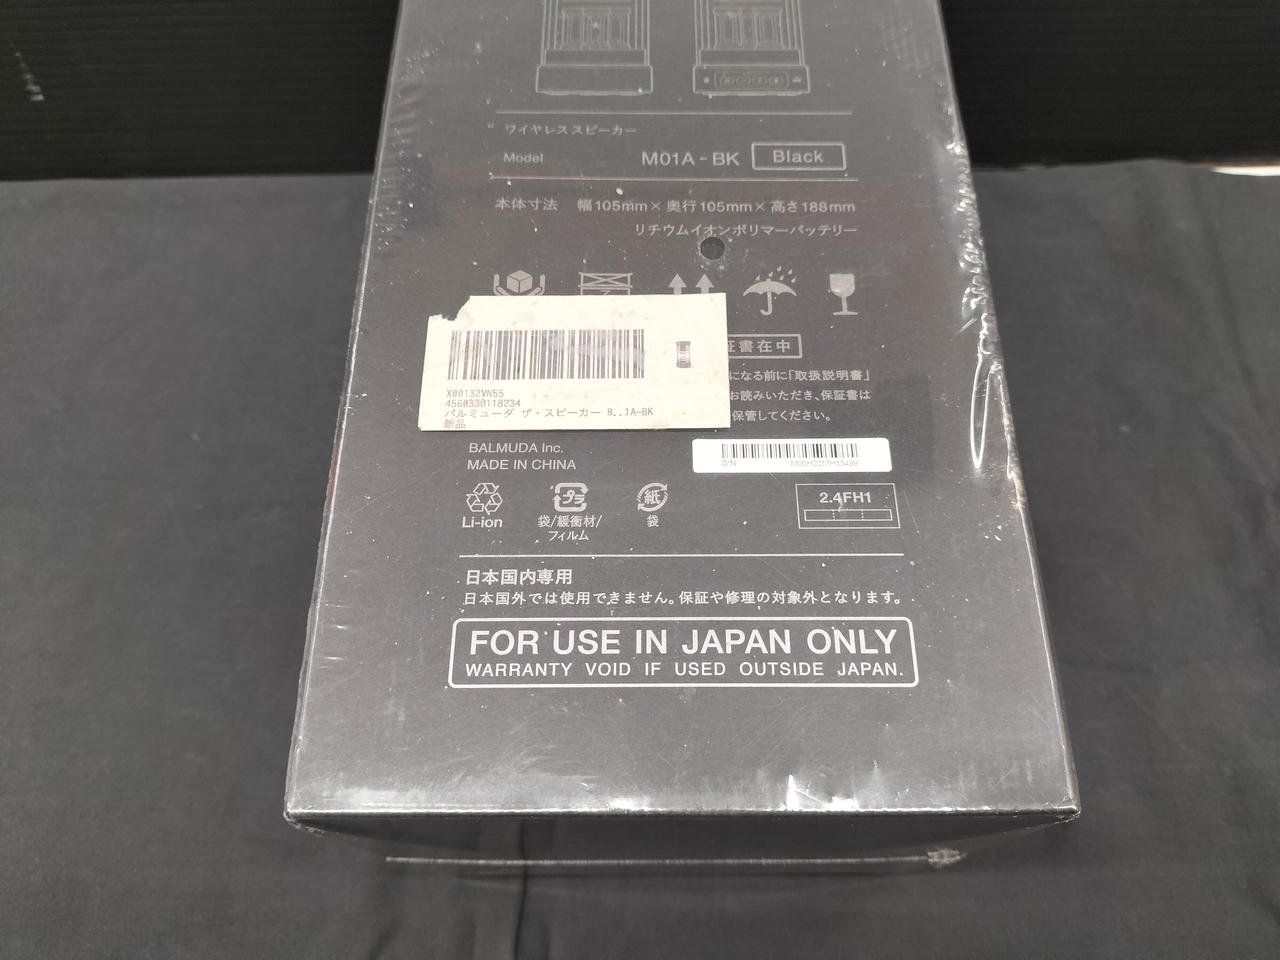 ワイヤレススピーカー
Model M01A-BK Black
本体寸法 幅105mm×奥行105mm×高さ188mm
リチウムイオンポリマーバッテリー
証書在中
になる前に「取扱説明書」
お読みいただき、保証書は
保管してください。
X00132VN55
4560330118234
バルミューダ ザ・スピーカー B..1A-BK
新品
BALMUDA Inc.
MADE IN CHINA
S/N
Li-ion
プラ
袋/緩衝材/
フィルム
紙
袋
2.4FH1
日本国内専用
日本国外では使用できません。保証や修理の対象外となります。
FOR USE IN JAPAN ONLY
WARRANTY VOID IF USED OUTSIDE JAPAN.